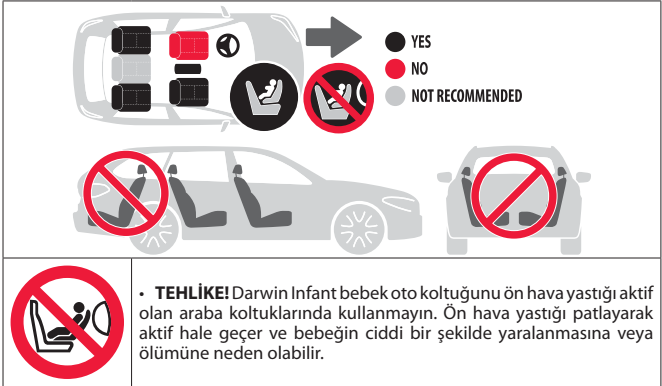 YES
NO
NOT RECOMMENDED
• TEHLİKE! Darwin Infant bebek oto koltuğunu ön hava yastığı aktif
olan araba koltuklarında kullanmayın. Ön hava yastığı patlayarak
aktif hale geçer ve bebeğin ciddi bir şekilde yaralanmasına veya
ölümüne neden olabilir.